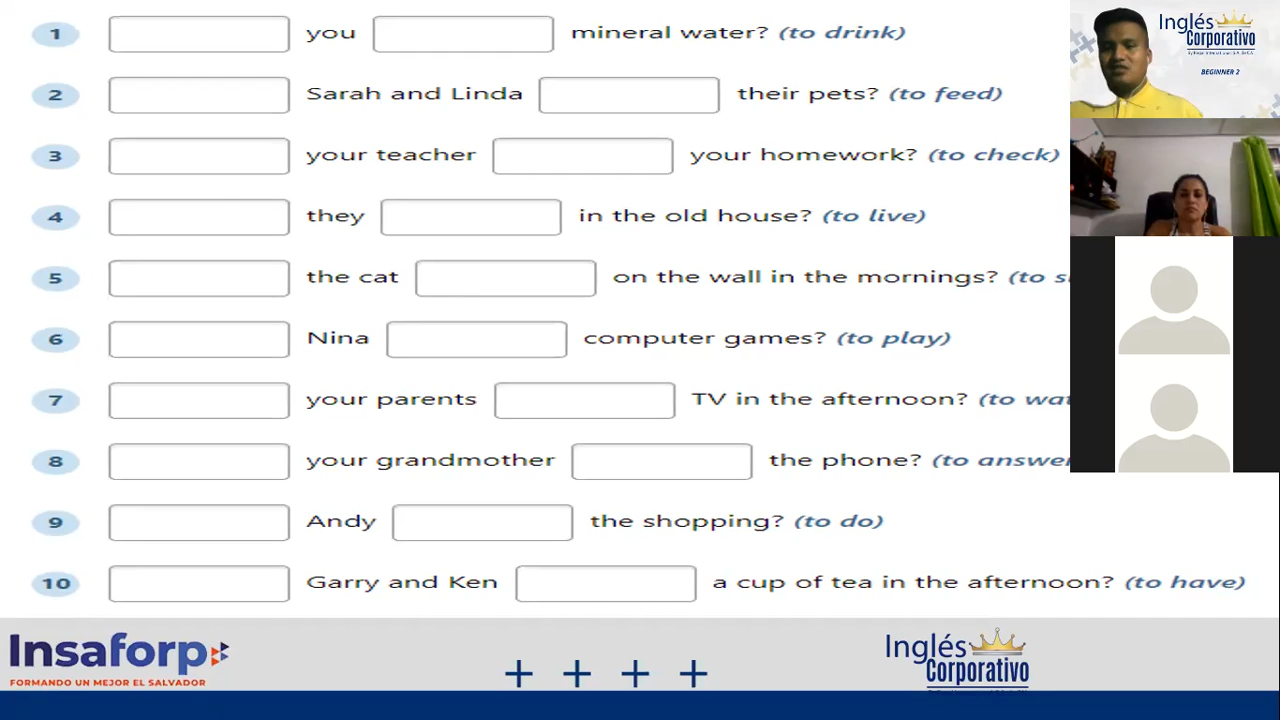 1 you mineral water? (to drink)
2 Sarah and Linda their pets? (to feed)
3 your teacher your homework? (to check)
4 they in the old house? (to live)
5 the cat on the wall in the mornings? (to
6 Nina computer games? (to play)
7 your parents TV in the afternoon? (to
8 your grandmother the phone? (to answer
9 Andy the shopping? (to do)
10 Garry and Ken a cup of tea in the afternoon? (to have)
Inglés
Corporativo
BEGINNER 2
Insaforp
FORMANDO UN MEJOR EL SALVADOR
Inglés
Corporativo